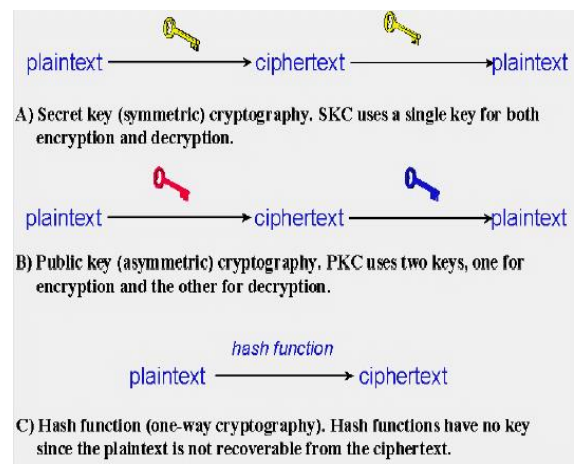 plaintext ciphertext plaintext
A) Secret key (symmetric) cryptography. SKC uses a single key for both
encryption and decryption.
plaintext ciphertext plaintext
B) Public key (asymmetric) cryptography. PKC uses two keys, one for
encryption and the other for decryption.
hash function
plaintext ciphertext
C) Hash function (one-way cryptography). Hash functions have no key
since the plaintext is not recoverable from the ciphertext.